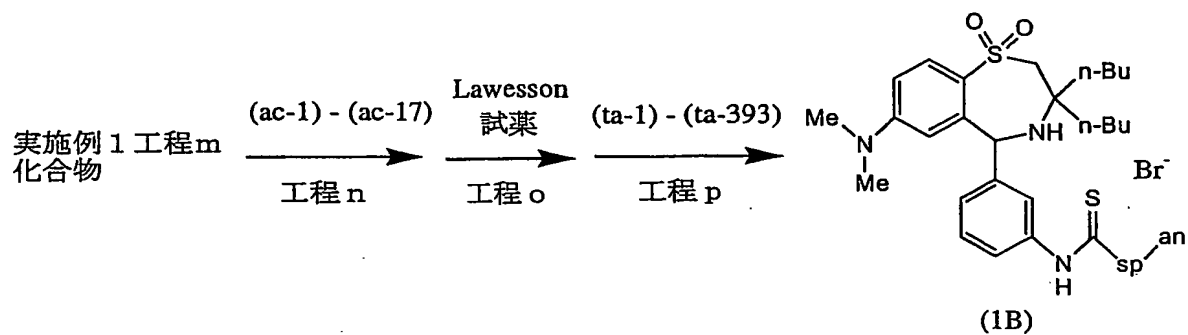 実施例1 工程m
化合物
(ac-1) - (ac-17)
工程n
Lawesson
試薬
工程o
(ta-1) - (ta-393)
工程p
O O
S
n-Bu
n-Bu
NH
Me
N
Me
Br-
S
N
H
sp
an
(1B)